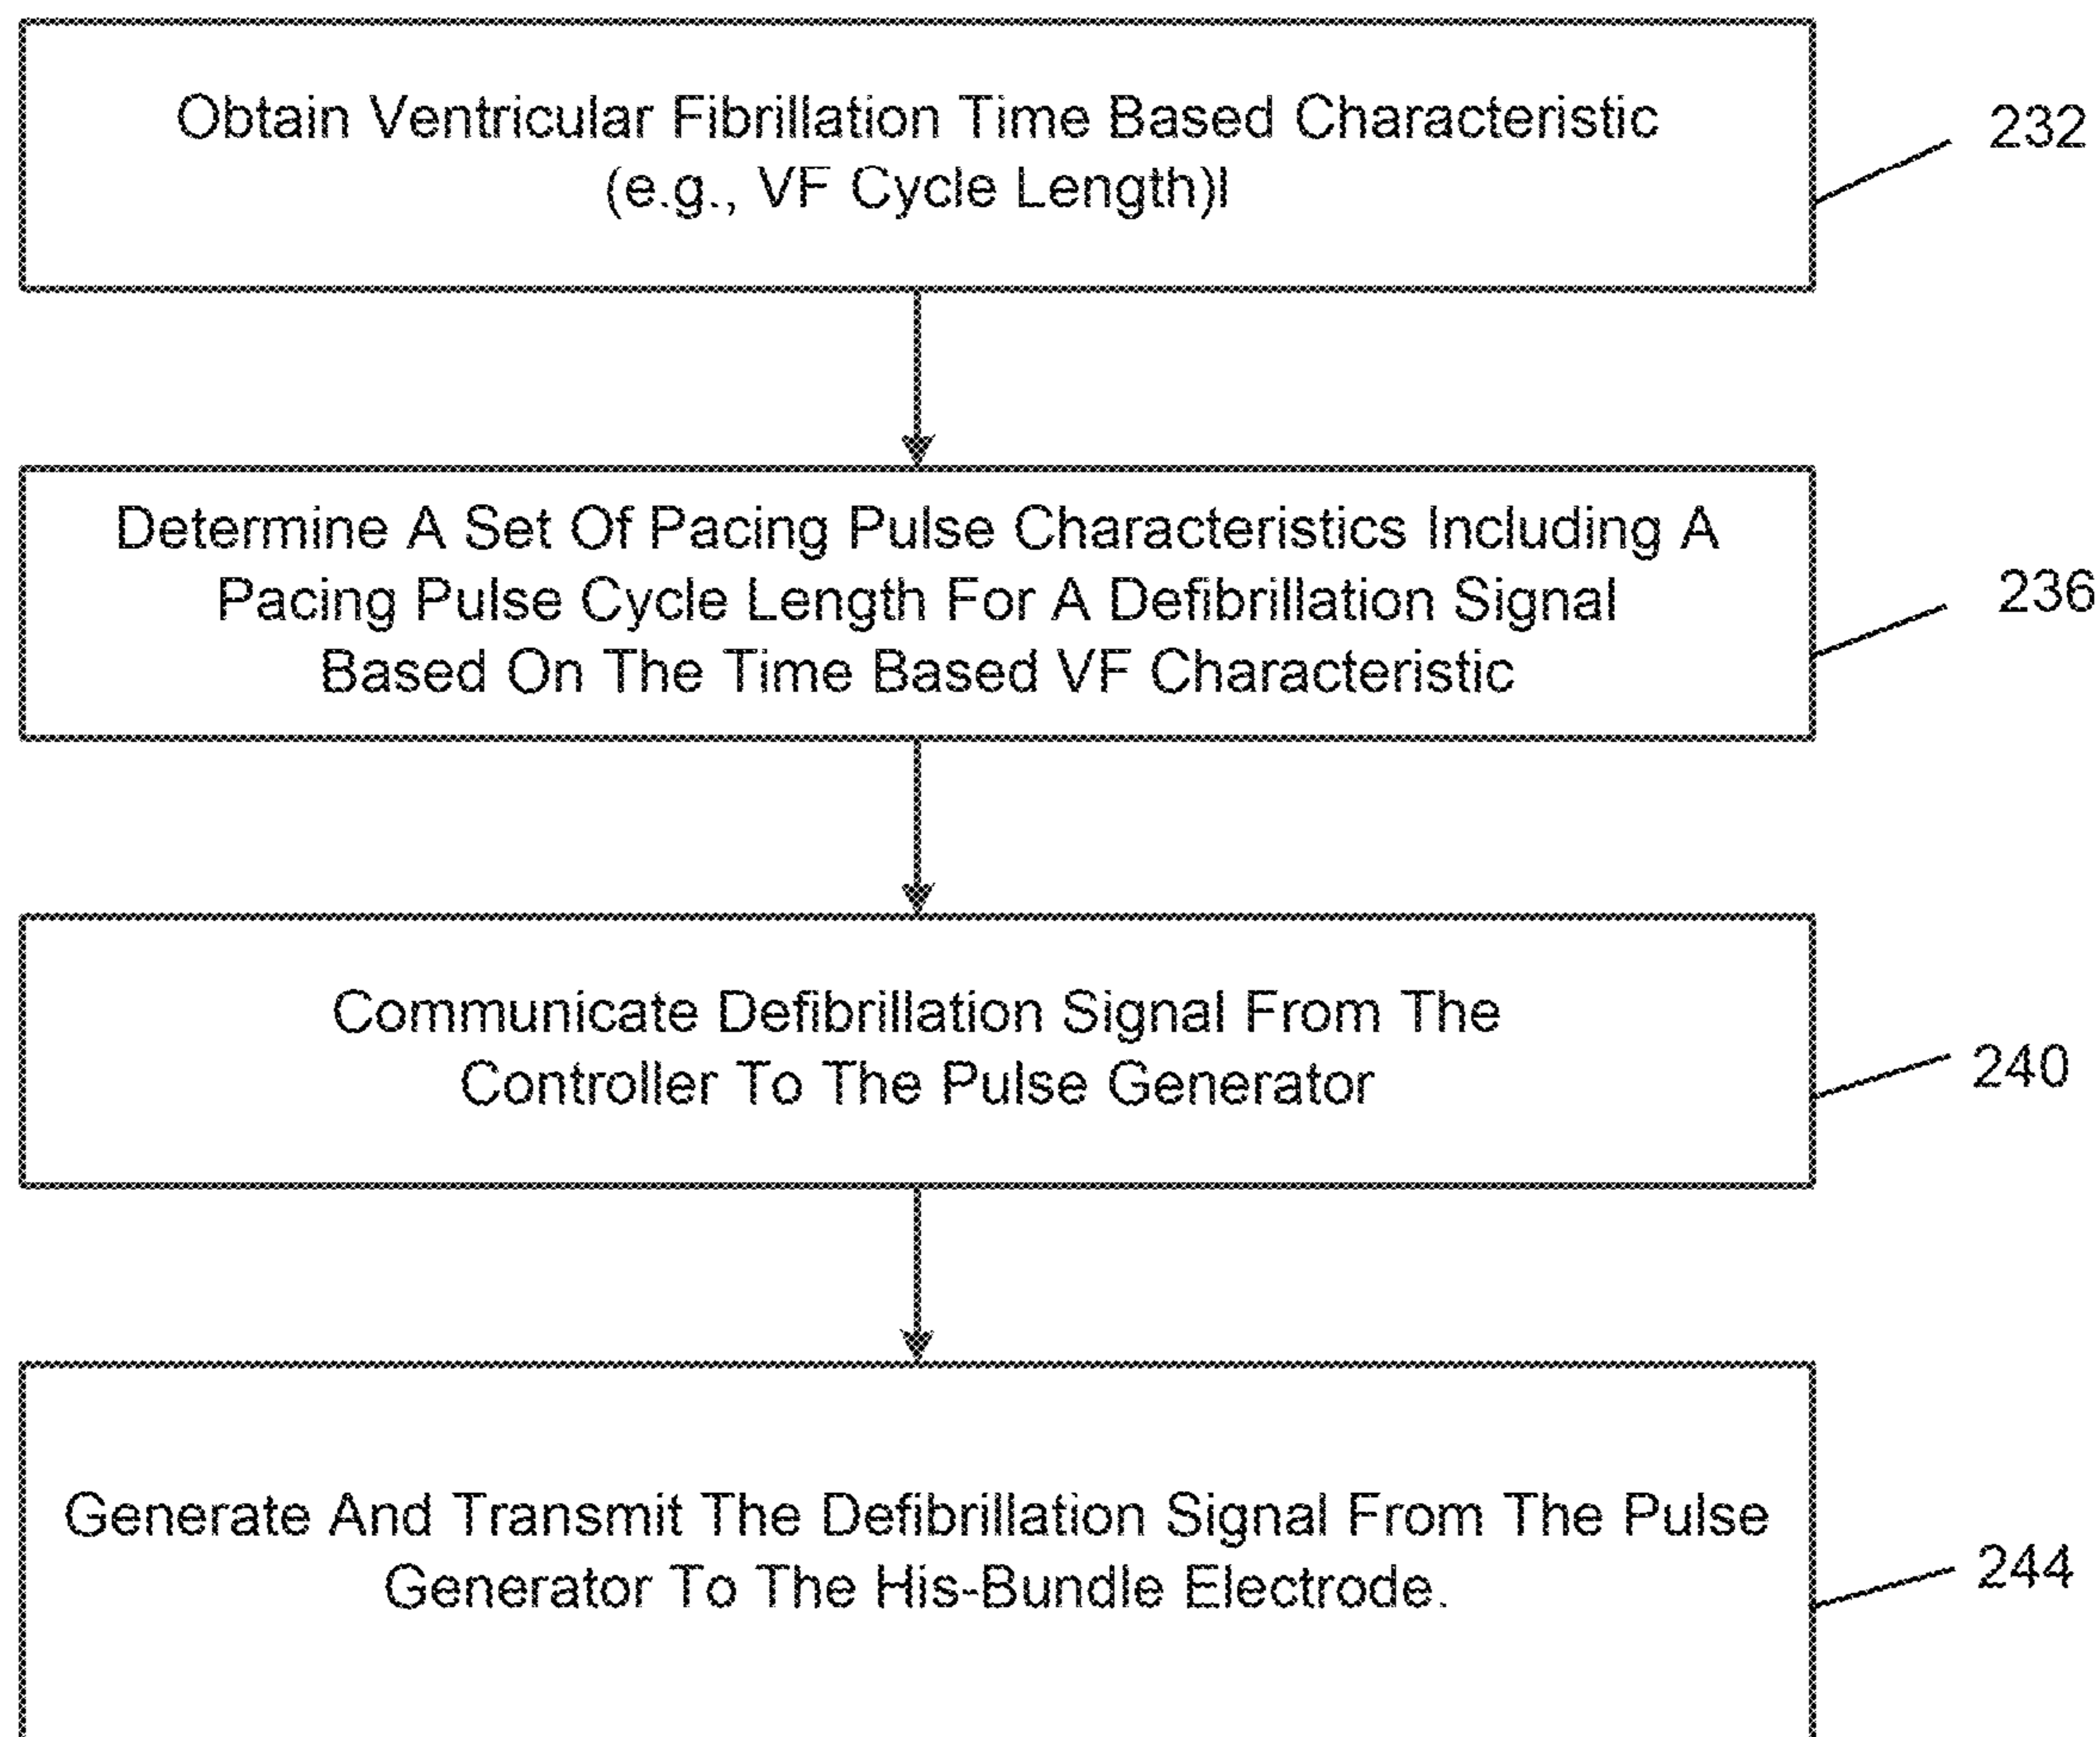 Obtain Ventricular Fibrillation Time Based Characteristic
(e.g., VF Cycle Length)l
232
Determine A Set Of Pacing Pulse Characteristics Including A
Pacing Pulse Cycle Length For A Defibrillation Signal
Based On The Time Based VF Characteristic
236
Communicate Defibrillation Signal From The
Controller To The Pulse Generator
240
Generate And Transmit The Defibrillation Signal From The Pulse
Generator To The His-Bundle Electrode.
244